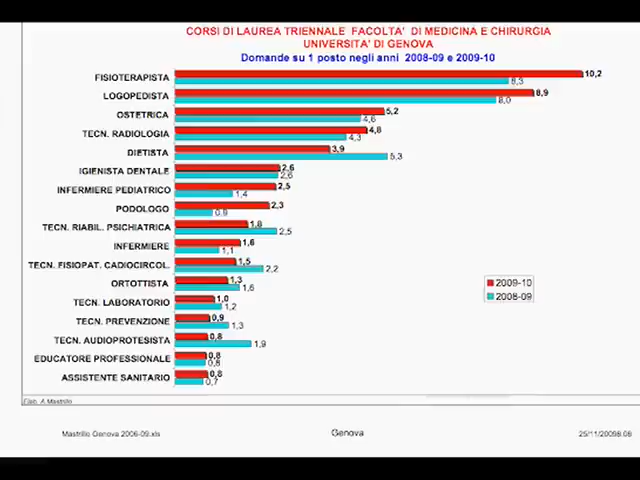 CORSI DI LAUREA TRIENNALE FACOLTA' DI MEDICINA E CHIRURGIA
UNIVERSITA' DI GENOVA
Domande su 1 posto negli anni 2008-09 e 2009-10
FISIOTERAPISTA 10,2 8,3
LOGOPEDISTA 8,9 8,0
OSTETRICA 5,2 4,6
TECN. RADIOLOGIA 4,8 4,3
DIETISTA 3,9 5,3
IGIENISTA DENTALE 2,6 2,6
INFERMIERE PEDIATRICO 2,5 1,4
PODOLOGO 2,3 0,9
TECN. RIABIL. PSICHIATRICA 1,8 2,5
INFERMIERE 1,6 1,1
TECN. FISIOPAT. CADIOCIRCOL. 1,5 2,2
ORTOTTISTA 1,3 1,6
TECN. LABORATORIO 1,0 1,2
TECN. PREVENZIONE 0,9 1,3
TECN. AUDIOPROTESISTA 0,8 1,9
EDUCATORE PROFESSIONALE 0,8 0,8
ASSISTENTE SANITARIO 0,8 0,7
2009-10
2008-09
Elab. A.Mastrillo
Mastrillo Genova 2006-09.xls Genova 25/11/20098.08